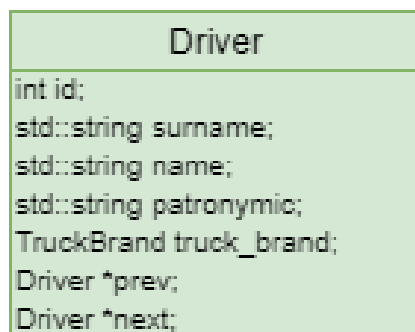 Driver
int id;
std::string surname;
std::string name;
std::string patronymic;
TruckBrand truck_brand;
Driver *prev;
Driver *next;